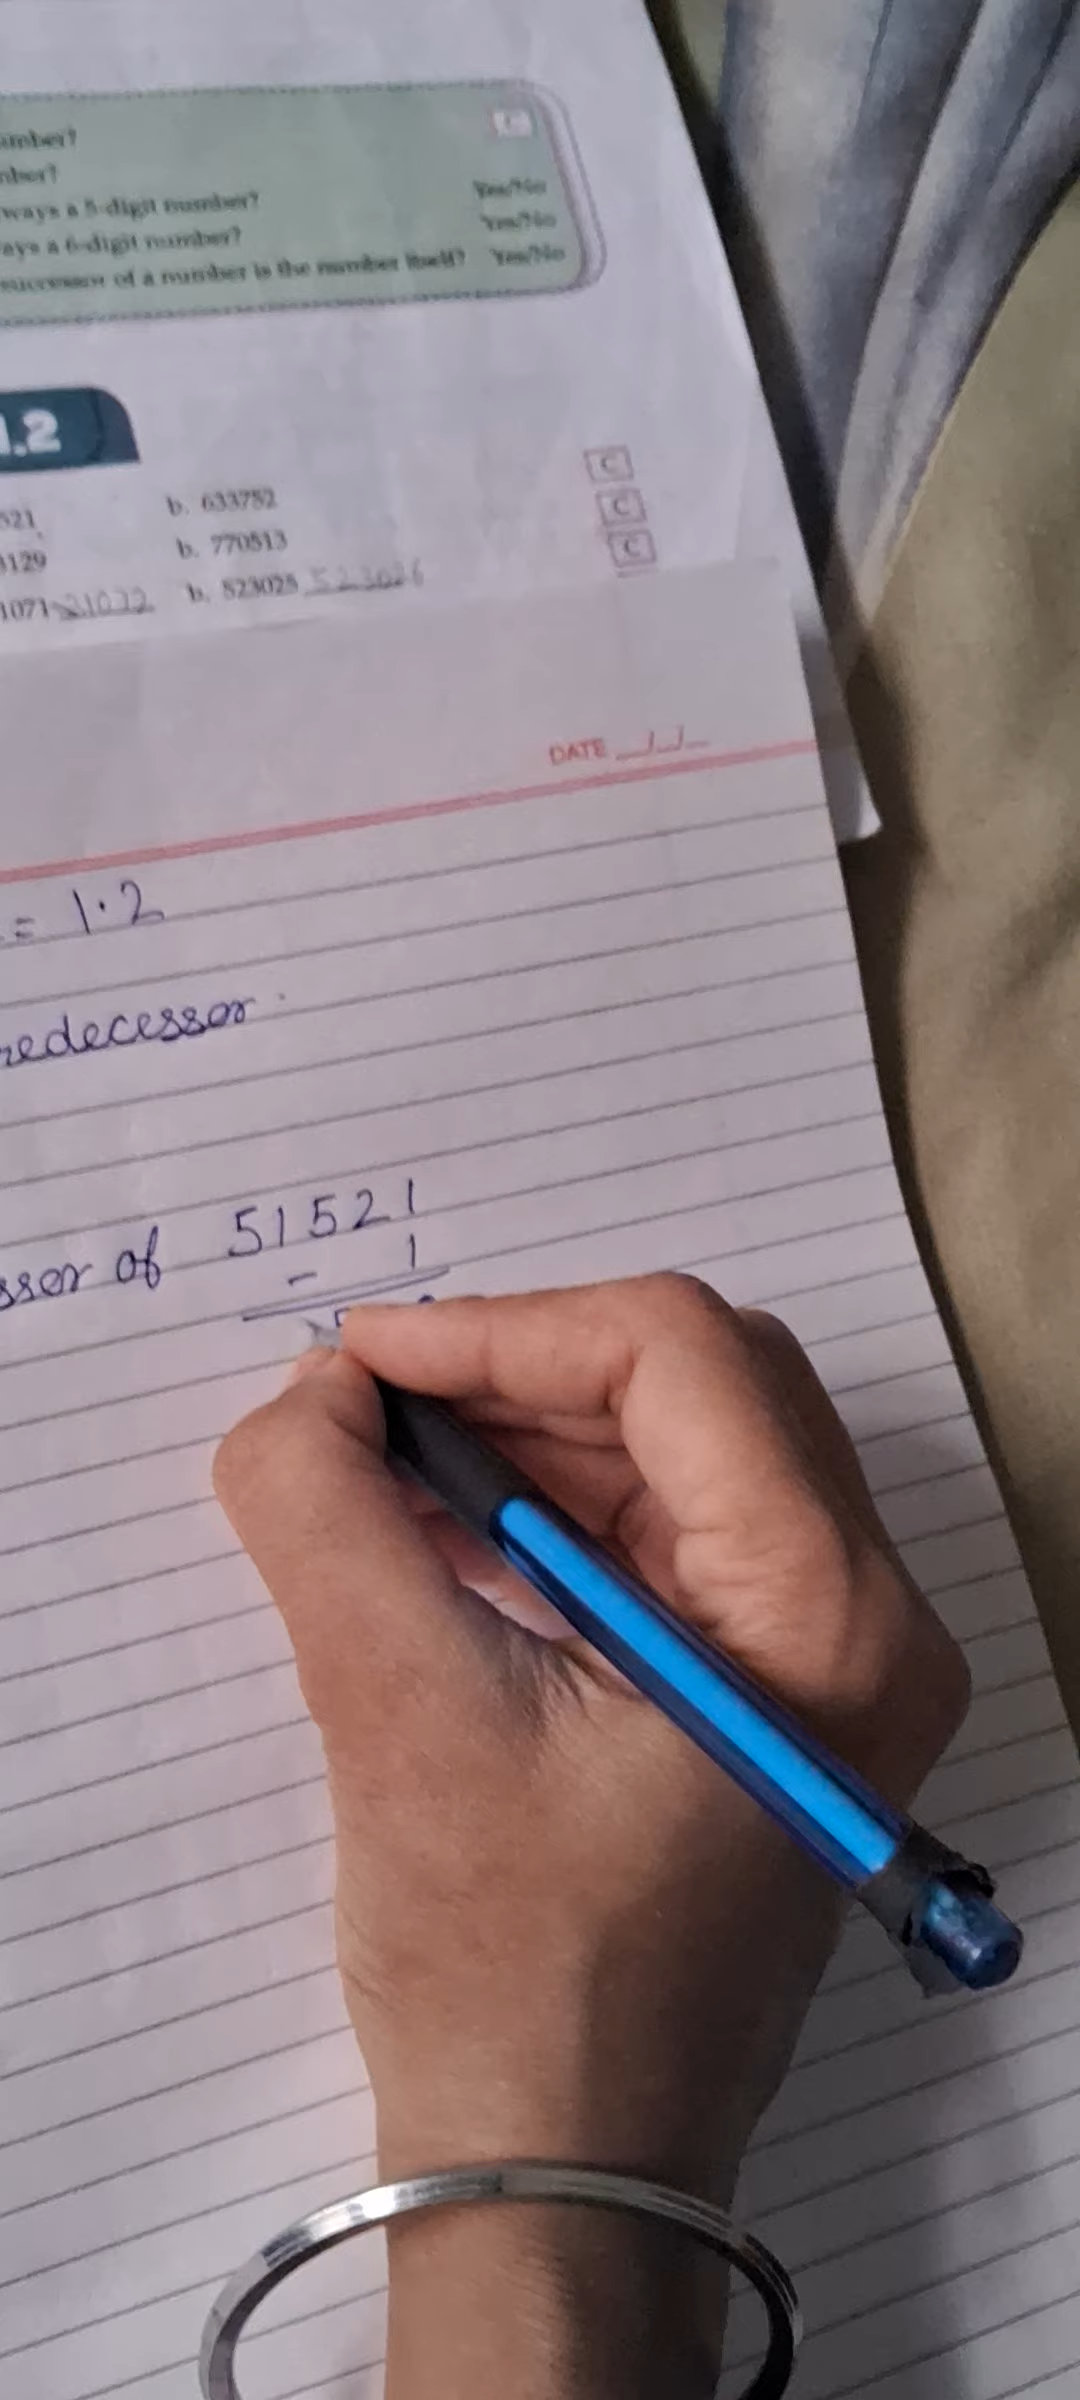 umber?
nber?
ways a 5-digit number? Yes/No
ays a 6-digit number? Yes/No
successor of a number is the number itself? Yes/No
1.2
521 b. 633752 C
3129 b. 770513 C
1071 21072 b. 523025 523026 C
DATE
= 1.2
redecessor
ssor of 51521
- 1
5